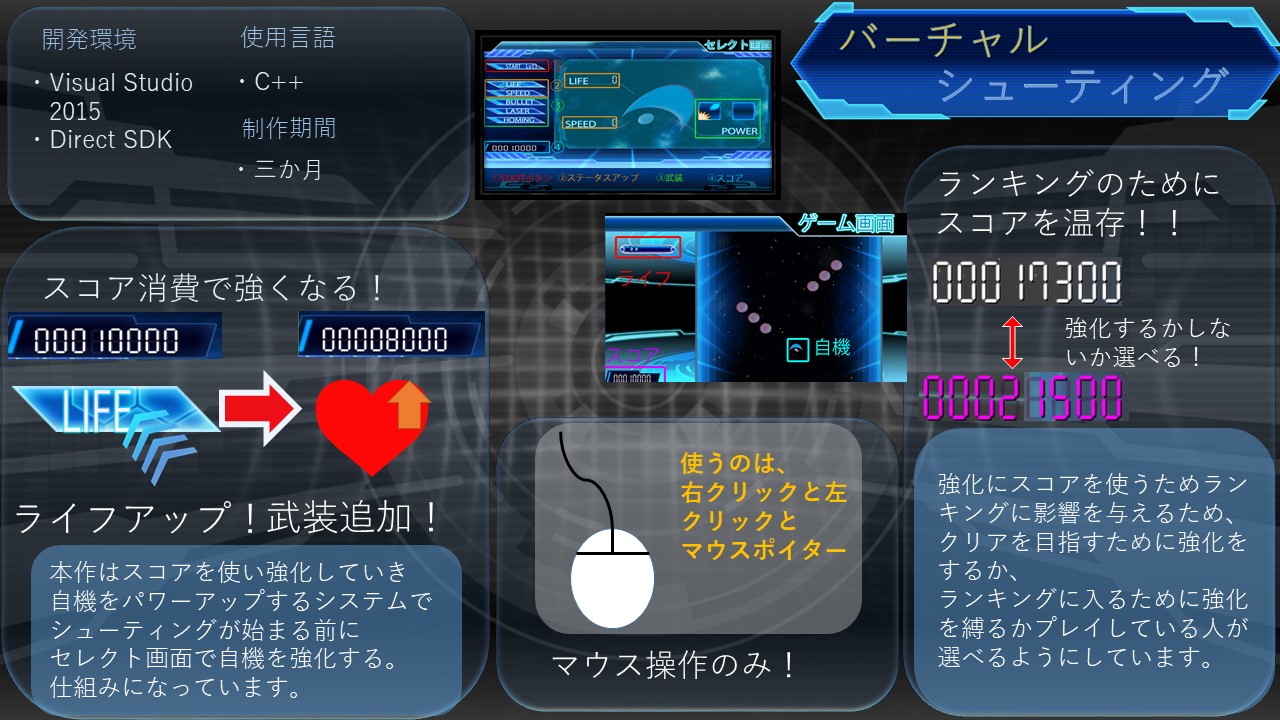 開発環境
・Visual Studio
2015
・Direct SDK
使用言語
・C++
制作期間
・三か月
セレクト画面
START
LIFE
SPEED
BULLET
LASER
HOMING
00010000
②
③
④
LIFE 0
SPEED 0
POWER
①STARTボタン ②ステータスアップ ③武装 ④スコア
バーチャル
シューティング
ゲーム画面
ライフ
スコア
00010000
自機
スコア消費で強くなる！
00010000
00008000
LIFE
ライフアップ！武装追加！
本作はスコアを使い強化していき
自機をパワーアップするシステムで
シューティングが始まる前に
セレクト画面で自機を強化する。
仕組みになっています。
使うのは、
右クリックと左
クリックと
マウスポイター
マウス操作のみ！
ランキングのために
スコアを温存！！
00017300
強化するかしな
いか選べる！
00021500
強化にスコアを使うためラン
キングに影響を与えるため、
クリアを目指すために強化を
するか、
ランキングに入るために強化
を縛るかプレイしている人が
選べるようにしています。